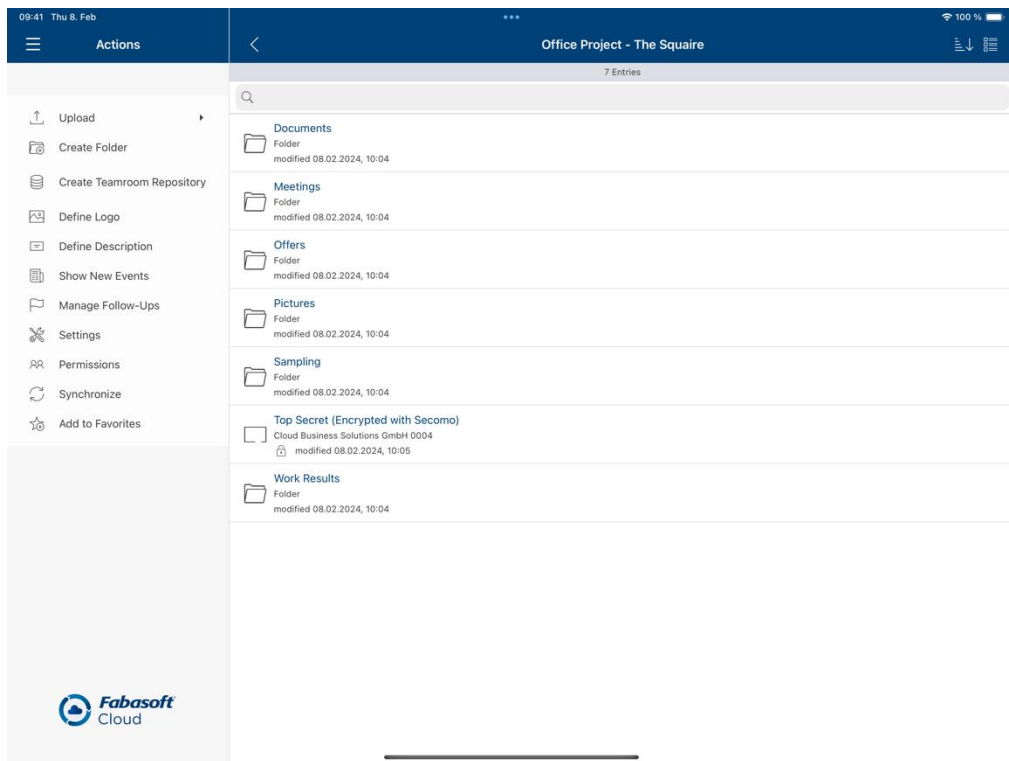 09:41 Thu 8. Feb
100 %
Actions
Office Project - The Squaire
7 Entries
Upload
Create Folder
Create Teamroom Repository
Define Logo
Define Description
Show New Events
Manage Follow-Ups
Settings
Permissions
Synchronize
Add to Favorites
Documents
Folder
modified 08.02.2024, 10:04
Meetings
Folder
modified 08.02.2024, 10:04
Offers
Folder
modified 08.02.2024, 10:04
Pictures
Folder
modified 08.02.2024, 10:04
Sampling
Folder
modified 08.02.2024, 10:04
Top Secret (Encrypted with Secomo)
Cloud Business Solutions GmbH 0004
modified 08.02.2024, 10:05
Work Results
Folder
modified 08.02.2024, 10:04
Fabasoft
Cloud